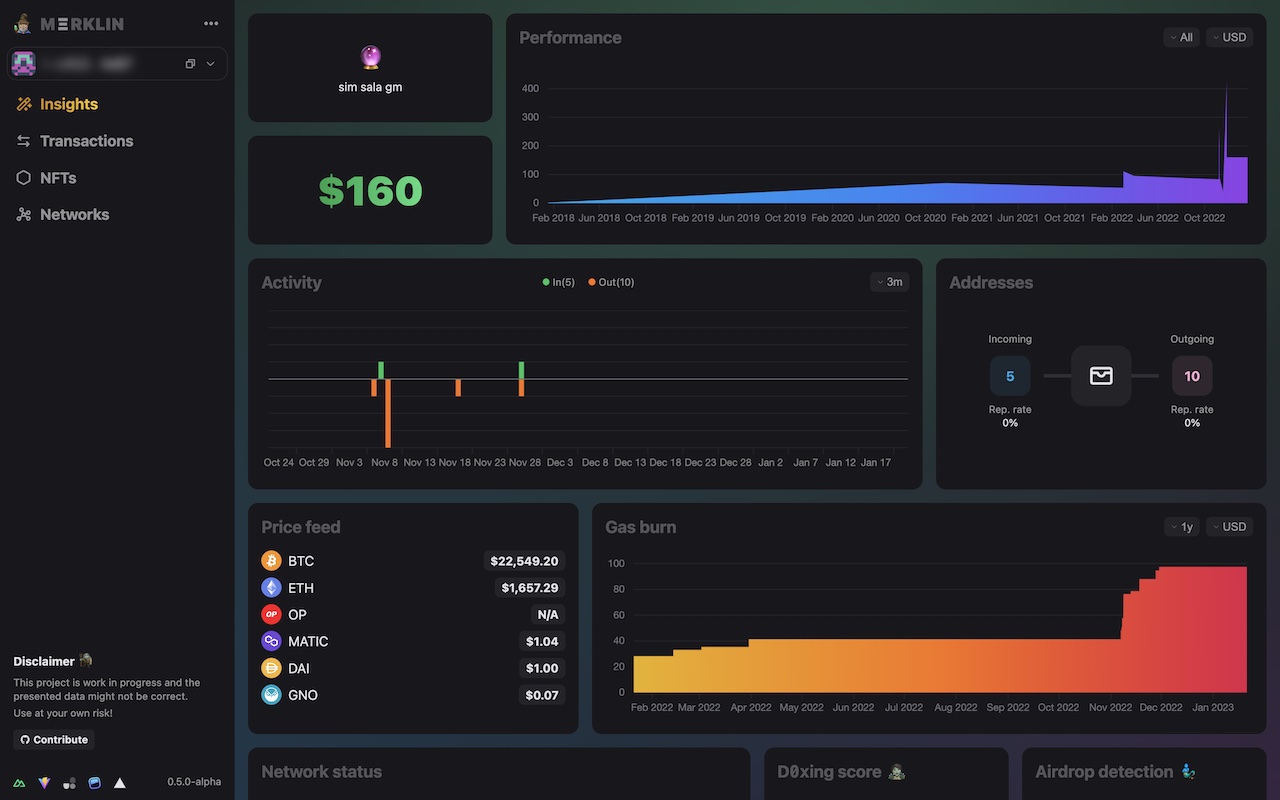 MΞRKLIN
Insights
Transactions
NFTs
Networks
Disclaimer
This project is work in progress and the
presented data might not be correct.
Use at your own risk!
Contribute
0.5.0-alpha
sim sala gm
$160
Performance
All
USD
400
300
200
100
0
Feb 2018 Jun 2018 Oct 2018 Feb 2019 Jun 2019 Oct 2019 Feb 2020 Jun 2020 Oct 2020 Feb 2021 Jun 2021 Oct 2021 Feb 2022 Jun 2022 Oct 2022
Activity
In(5) Out(10)
3m
Oct 24 Oct 29 Nov 3 Nov 8 Nov 13 Nov 18 Nov 23 Nov 28 Dec 3 Dec 8 Dec 13 Dec 18 Dec 23 Dec 28 Jan 2 Jan 7 Jan 12 Jan 17
Addresses
Incoming
5
Rep. rate
0%
Outgoing
10
Rep. rate
0%
Price feed
BTC $22,549.20
ETH $1,657.29
OP OP N/A
MATIC $1.04
DAI $1.00
GNO $0.07
Gas burn
1y
USD
100
80
60
40
20
0
Feb 2022 Mar 2022 Apr 2022 May 2022 Jun 2022 Jul 2022 Aug 2022 Sep 2022 Oct 2022 Nov 2022 Dec 2022 Jan 2023
Network status
D0xing score
Airdrop detection